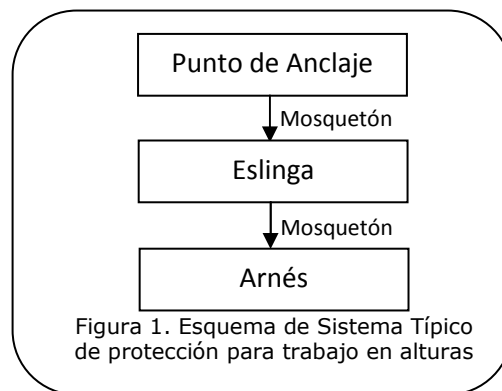 Punto de Anclaje
Mosquetón
Eslinga
Mosquetón
Arnés
Figura 1. Esquema de Sistema Típico
de protección para trabajo en alturas